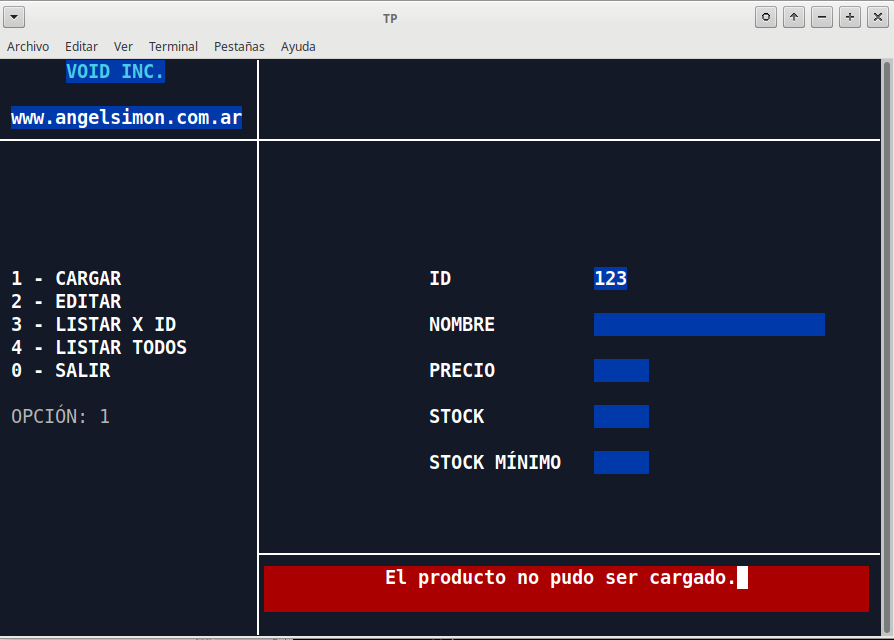 TP
Archivo Editar Ver Terminal Pestañas Ayuda
VOID INC.
www.angelsimon.com.ar
1 - CARGAR
2 - EDITAR
3 - LISTAR X ID
4 - LISTAR TODOS
0 - SALIR
OPCIÓN: 1
ID 123
NOMBRE
PRECIO
STOCK
STOCK MÍNIMO
El producto no pudo ser cargado.